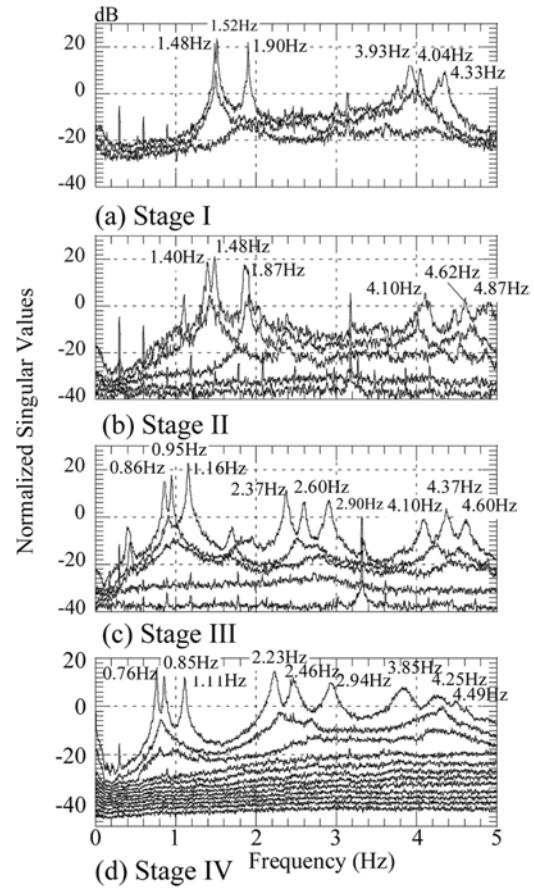 dB
20
0
-20
-40
1.48Hz
1.52Hz
1.90Hz
3.93Hz
4.04Hz
4.33Hz
(a) Stage I
20
0
-20
-40
1.40Hz
1.48Hz
1.87Hz
4.10Hz
4.62Hz
4.87Hz
(b) Stage II
Normalized Singular Values
20
0
-20
-40
0.86Hz
0.95Hz
1.16Hz
2.37Hz
2.60Hz
2.90Hz
4.10Hz
4.37Hz
4.60Hz
(c) Stage III
20
0
-20
-40
0.76Hz
0.85Hz
1.11Hz
2.23Hz
2.46Hz
2.94Hz
3.85Hz
4.25Hz
4.49Hz
0 1 2 3 4 5
Frequency (Hz)
(d) Stage IV